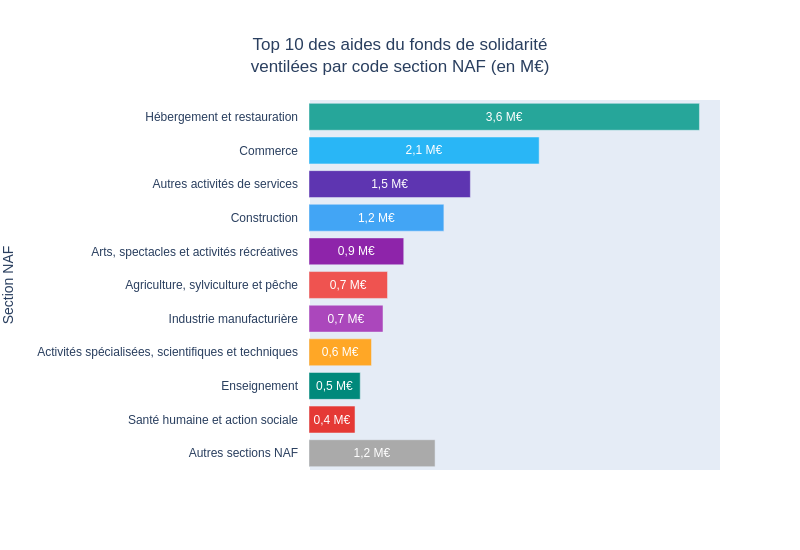 Top 10 des aides du fonds de solidarité
ventilées par code section NAF (en M€)
Section NAF
Hébergement et restauration 3,6 M€
Commerce 2,1 M€
Autres activités de services 1,5 M€
Construction 1,2 M€
Arts, spectacles et activités récréatives 0,9 M€
Agriculture, sylviculture et pêche 0,7 M€
Industrie manufacturière 0,7 M€
Activités spécialisées, scientifiques et techniques 0,6 M€
Enseignement 0,5 M€
Santé humaine et action sociale 0,4 M€
Autres sections NAF 1,2 M€